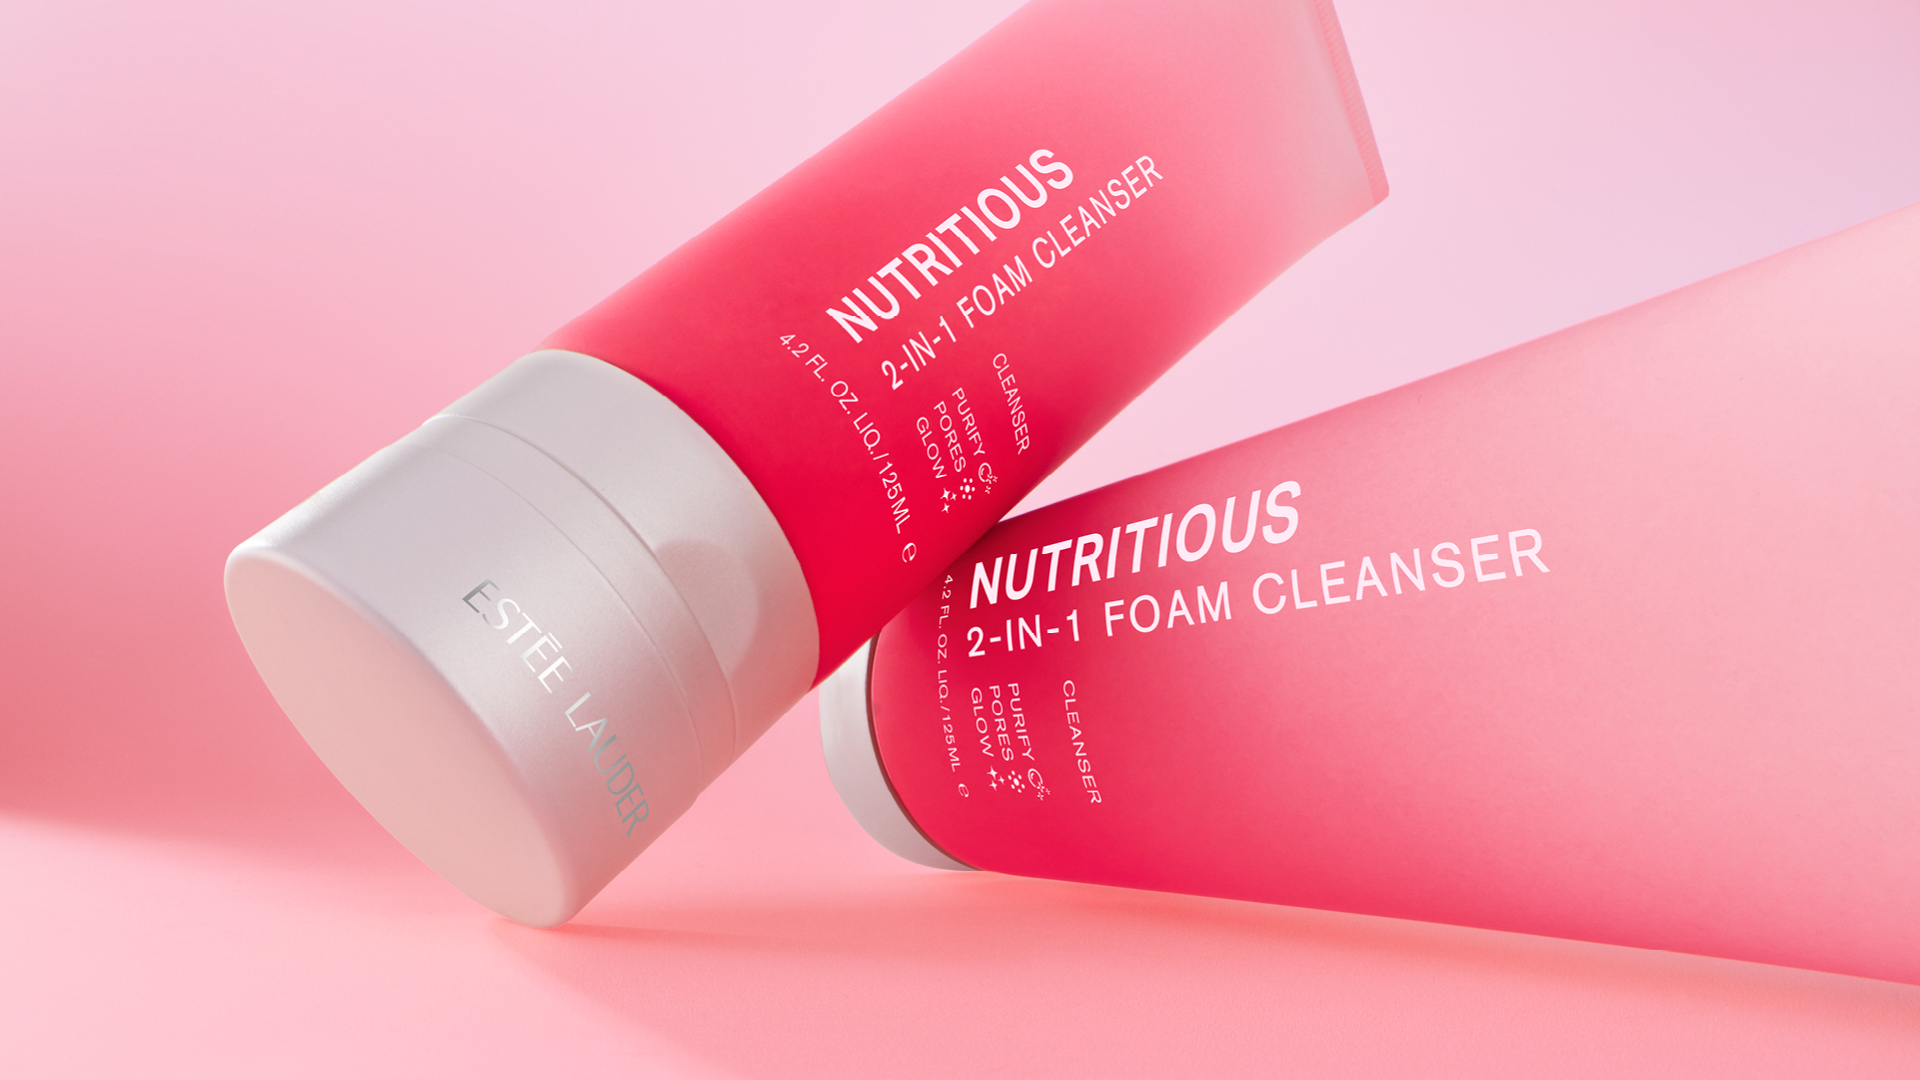 NUTRITIOUS
2-IN-1 FOAM CLEANSER
CLEANSER
PURIFY
PORES
GLOW
4.2 FL. OZ. LIQ./125ML ℮
ESTĒE LAUDER
NUTRITIOUS
2-IN-1 FOAM CLEANSER
CLEANSER
PURIFY
PORES
GLOW
4.2 FL. OZ. LIQ./125ML ℮